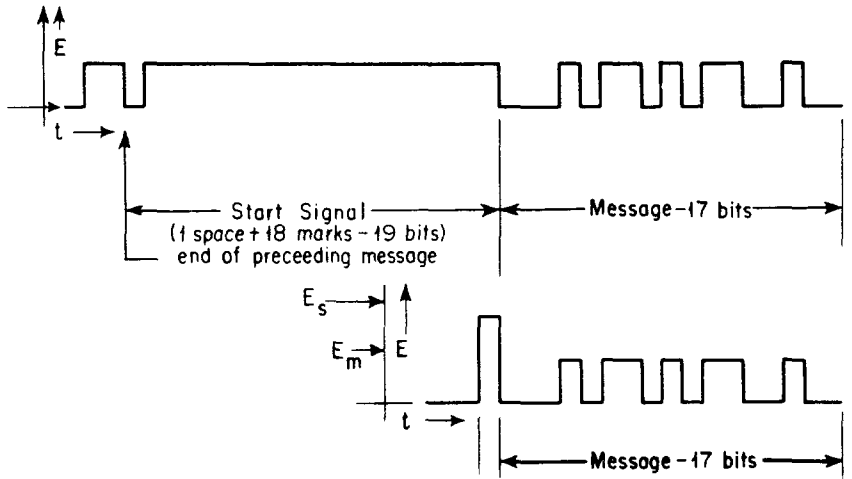 E
t
Start Signal
(1 space + 18 marks - 19 bits)
end of preceeding message
Message - 17 bits
Es
Em
E
t
Message - 17 bits